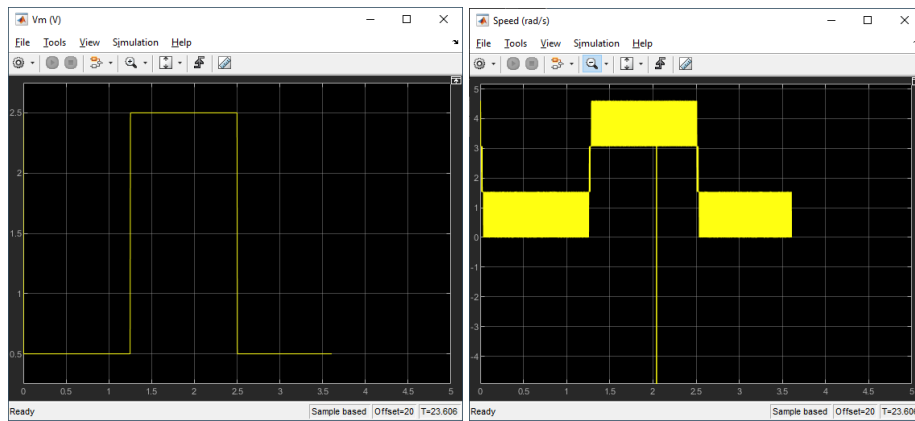 Vm (V)
File Tools View Simulation Help
2.5
2
1.5
1
0.5
0 0.5 1 1.5 2 2.5 3 3.5 4 4.5 5
Ready Sample based Offset=20 T=23.606
Speed (rad/s)
File Tools View Simulation Help
5
4
3
2
1
0
-1
-2
-3
-4
0 0.5 1 1.5 2 2.5 3 3.5 4 4.5 5
Ready Sample based Offset=20 T=23.606